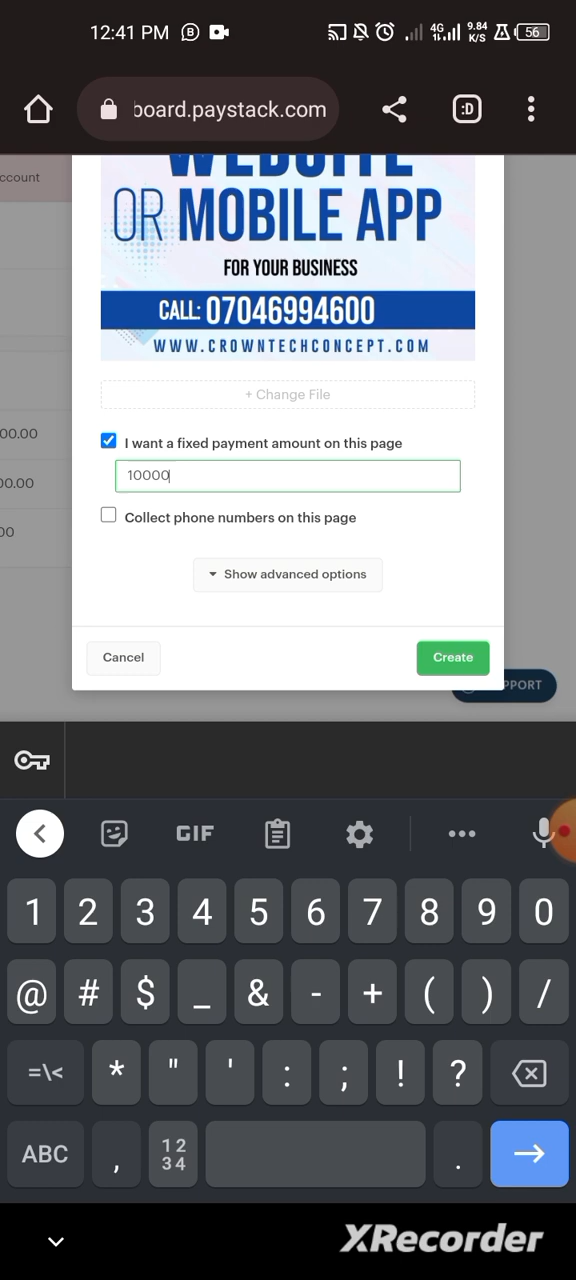 12:41 PM
4G
9.84 K/S
56
board.paystack.com
:D
ccount
WEBSITE
OR MOBILE APP
FOR YOUR BUSINESS
CALL: 07046994600
WWW.CROWNTECHCONCEPT.COM
+ Change File
00.00
I want a fixed payment amount on this page
10000
00.00
Collect phone numbers on this page
00
Show advanced options
Cancel
Create
PPORT
GIF
1 2 3 4 5 6 7 8 9 0
@ # $ _ & - + ( ) /
=\< * " ' : ; ! ?
ABC , 12 34 .
XRecorder